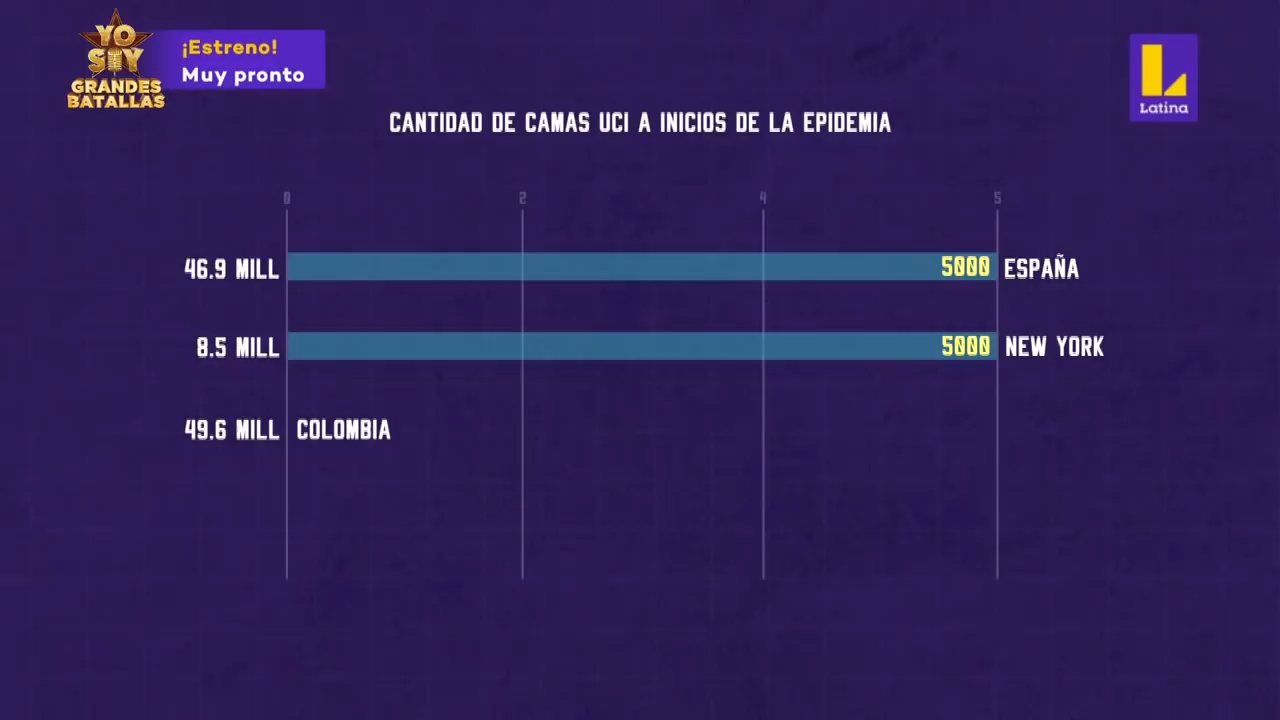 YO
SOY
GRANDES
BATALLAS
¡Estreno!
Muy pronto
Latina
CANTIDAD DE CAMAS UCI A INICIOS DE LA EPIDEMIA
0 2 4 5
46.9 MILL 5000 ESPAÑA
8.5 MILL 5000 NEW YORK
49.6 MILL COLOMBIA